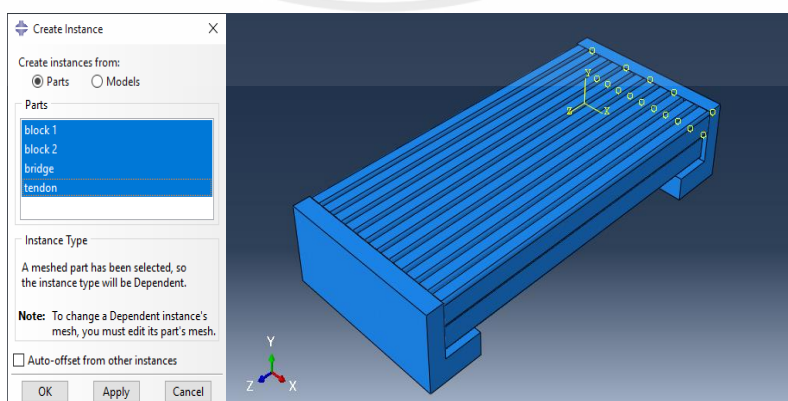 Create Instance
Create instances from:
Parts Models
Parts
block 1
block 2
bridge
tendon
Instance Type
A meshed part has been selected, so
the instance type will be Dependent.
Note: To change a Dependent instance's
mesh, you must edit its part's mesh.
Auto-offset from other instances
OK Apply Cancel
Y
Z X
Y
Z X